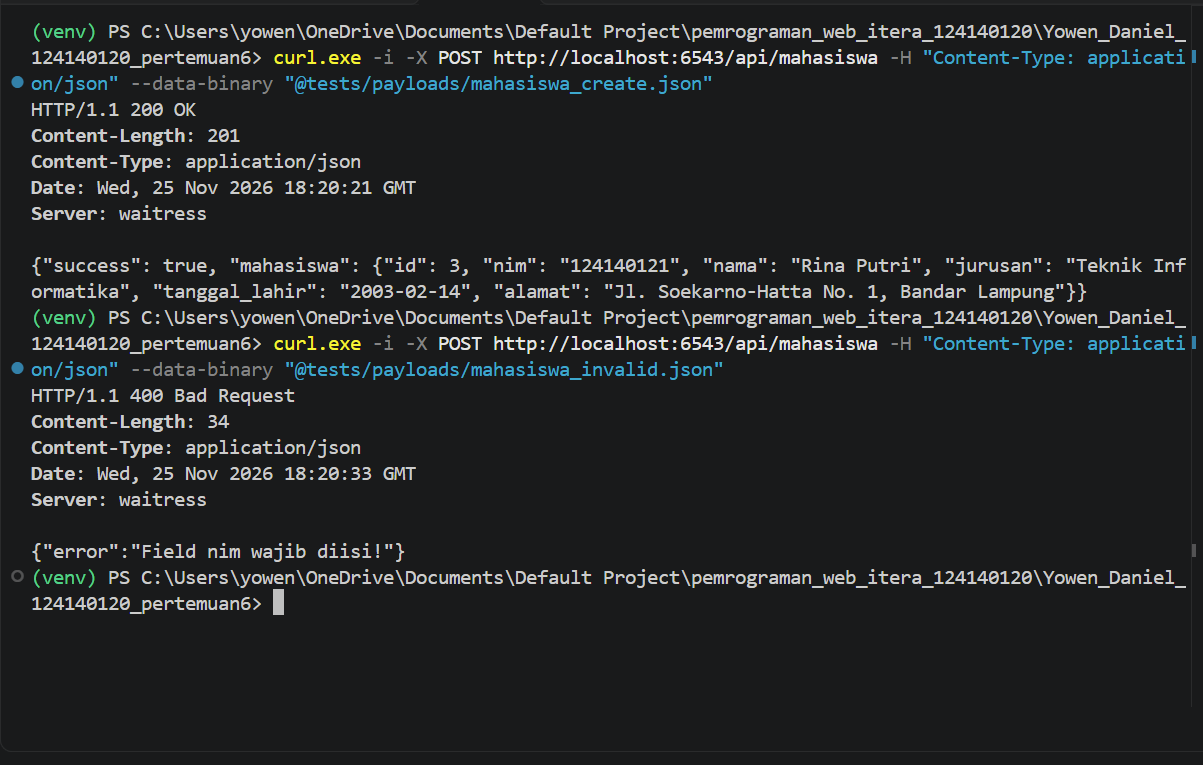 (venv) PS C:\Users\yowen\OneDrive\Documents\Default Project\pemrograman_web_itera_124140120\Yowen_Daniel_
124140120_pertemuan6> curl.exe -i -X POST http://localhost:6543/api/mahasiswa -H "Content-Type: applicati
on/json" --data-binary "@tests/payloads/mahasiswa_create.json"
HTTP/1.1 200 OK
Content-Length: 201
Content-Type: application/json
Date: Wed, 25 Nov 2026 18:20:21 GMT
Server: waitress
{"success": true, "mahasiswa": {"id": 3, "nim": "124140121", "nama": "Rina Putri", "jurusan": "Teknik Inf
ormatika", "tanggal_lahir": "2003-02-14", "alamat": "Jl. Soekarno-Hatta No. 1, Bandar Lampung"}}
(venv) PS C:\Users\yowen\OneDrive\Documents\Default Project\pemrograman_web_itera_124140120\Yowen_Daniel_
124140120_pertemuan6> curl.exe -i -X POST http://localhost:6543/api/mahasiswa -H "Content-Type: applicati
on/json" --data-binary "@tests/payloads/mahasiswa_invalid.json"
HTTP/1.1 400 Bad Request
Content-Length: 34
Content-Type: application/json
Date: Wed, 25 Nov 2026 18:20:33 GMT
Server: waitress
{"error":"Field nim wajib diisi!"}
(venv) PS C:\Users\yowen\OneDrive\Documents\Default Project\pemrograman_web_itera_124140120\Yowen_Daniel_
124140120_pertemuan6>